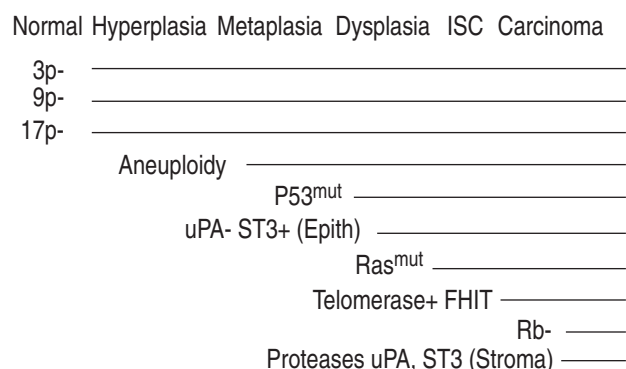 Normal Hyperplasia Metaplasia Dysplasia ISC Carcinoma
3p-
9p-
17p-
Aneuploidy
P53mut
uPA- ST3+ (Epith)
Rasmut
Telomerase+ FHIT
Rb-
Proteases uPA, ST3 (Stroma)